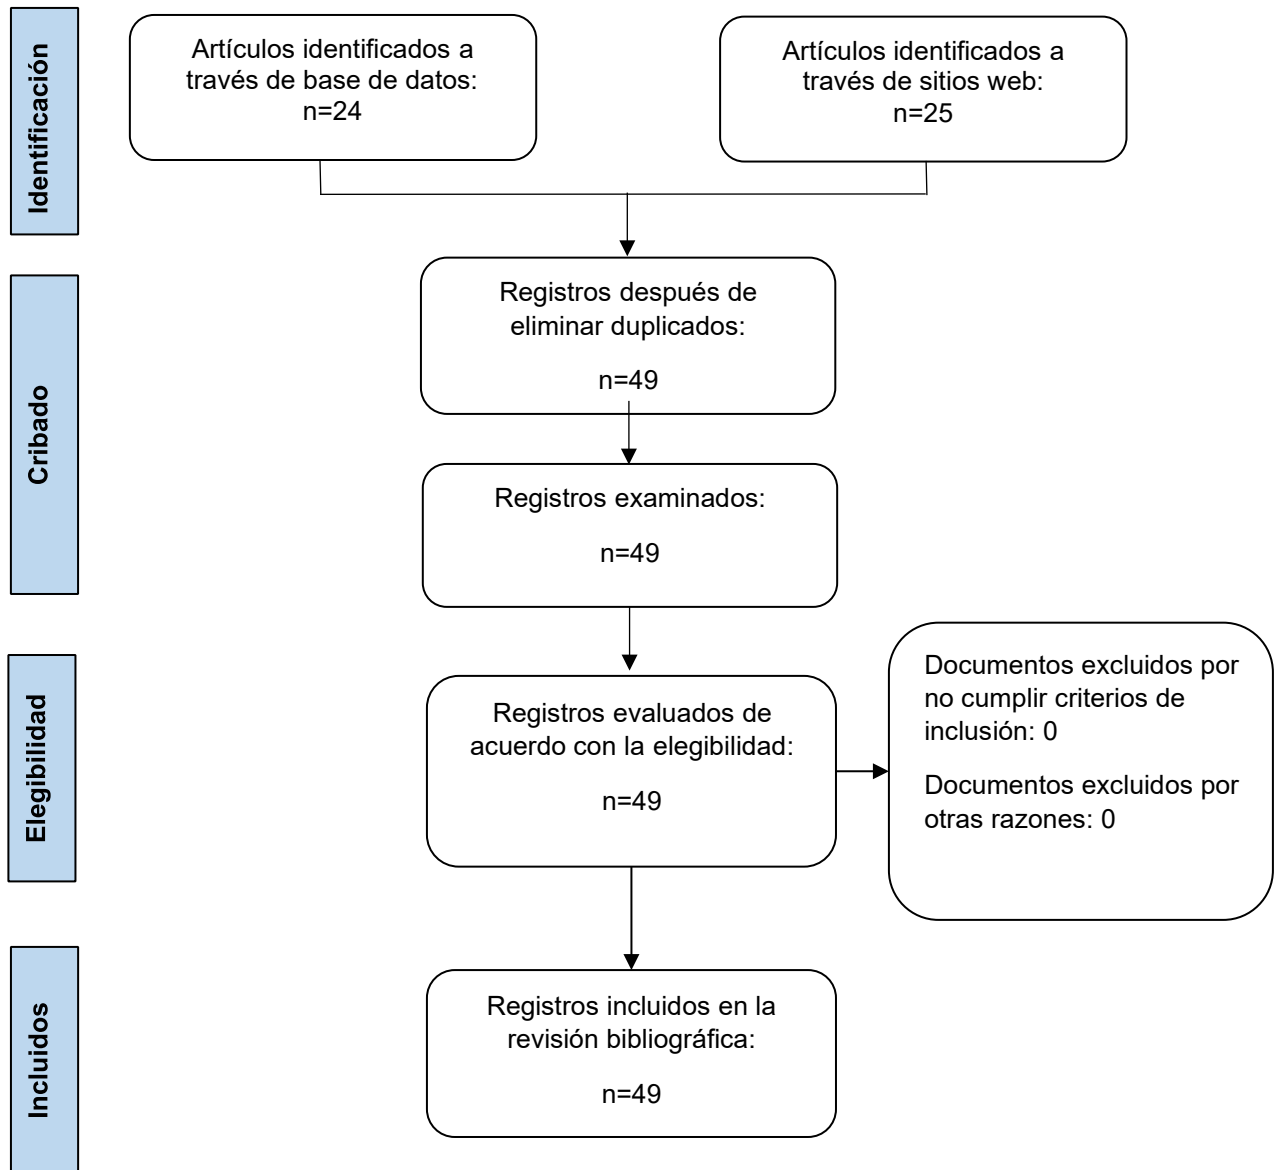 Identificación
Artículos identificados a
través de base de datos:
n=24
Artículos identificados a
través de sitios web:
n=25
Cribado
Registros después de
eliminar duplicados:
n=49
Registros examinados:
n=49
Elegibilidad
Registros evaluados de
acuerdo con la elegibilidad:
n=49
Documentos excluidos por
no cumplir criterios de
inclusión: 0
Documentos excluidos por
otras razones: 0
Incluidos
Registros incluidos en la
revisión bibliográfica:
n=49